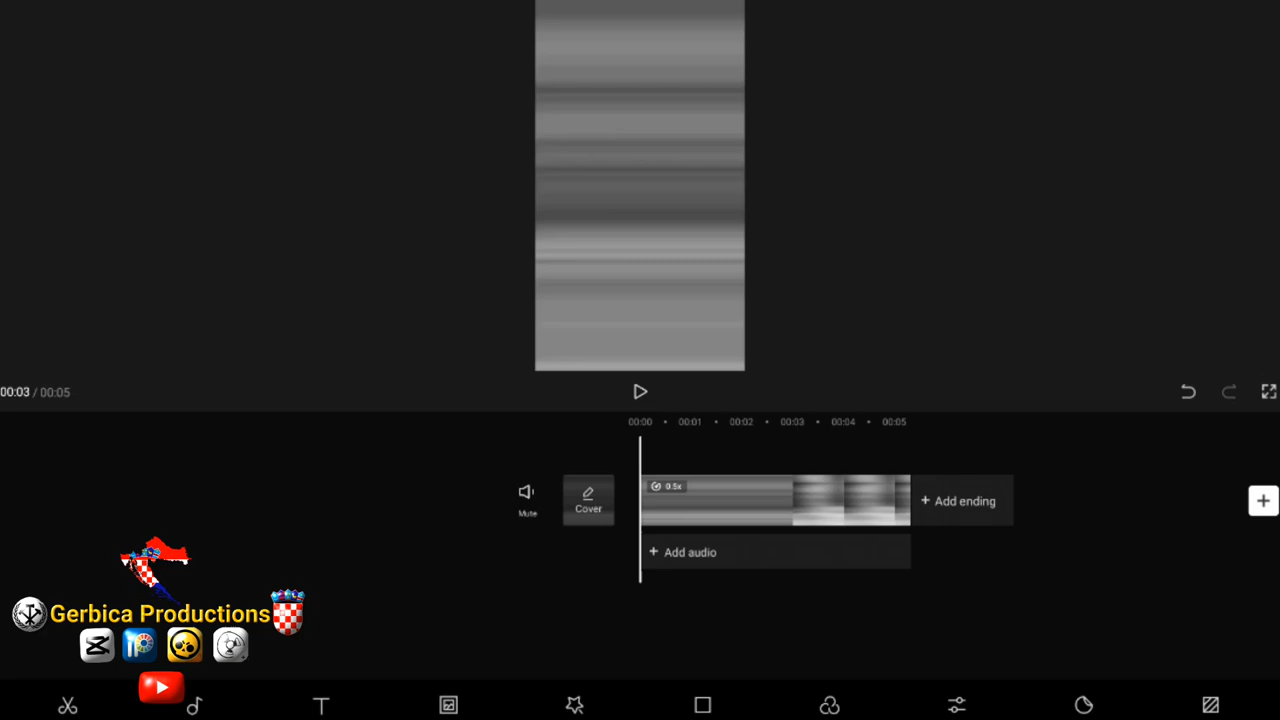 00:03 / 00:05
00:00 00:01 00:02 00:03 00:04 00:05
0.5x
Mute
Cover
+ Add ending
+ Add audio
Gerbica Productions